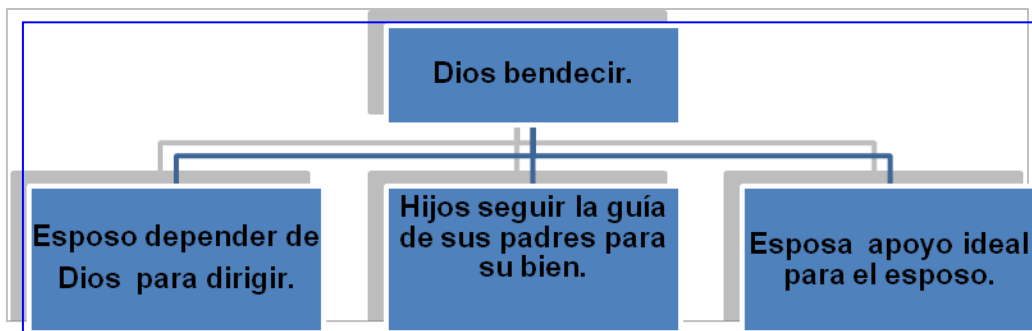 Dios bendecir.
Esposo depender de
Dios para dirigir.
Hijos seguir la guía
de sus padres para
su bien.
Esposa apoyo ideal
para el esposo.